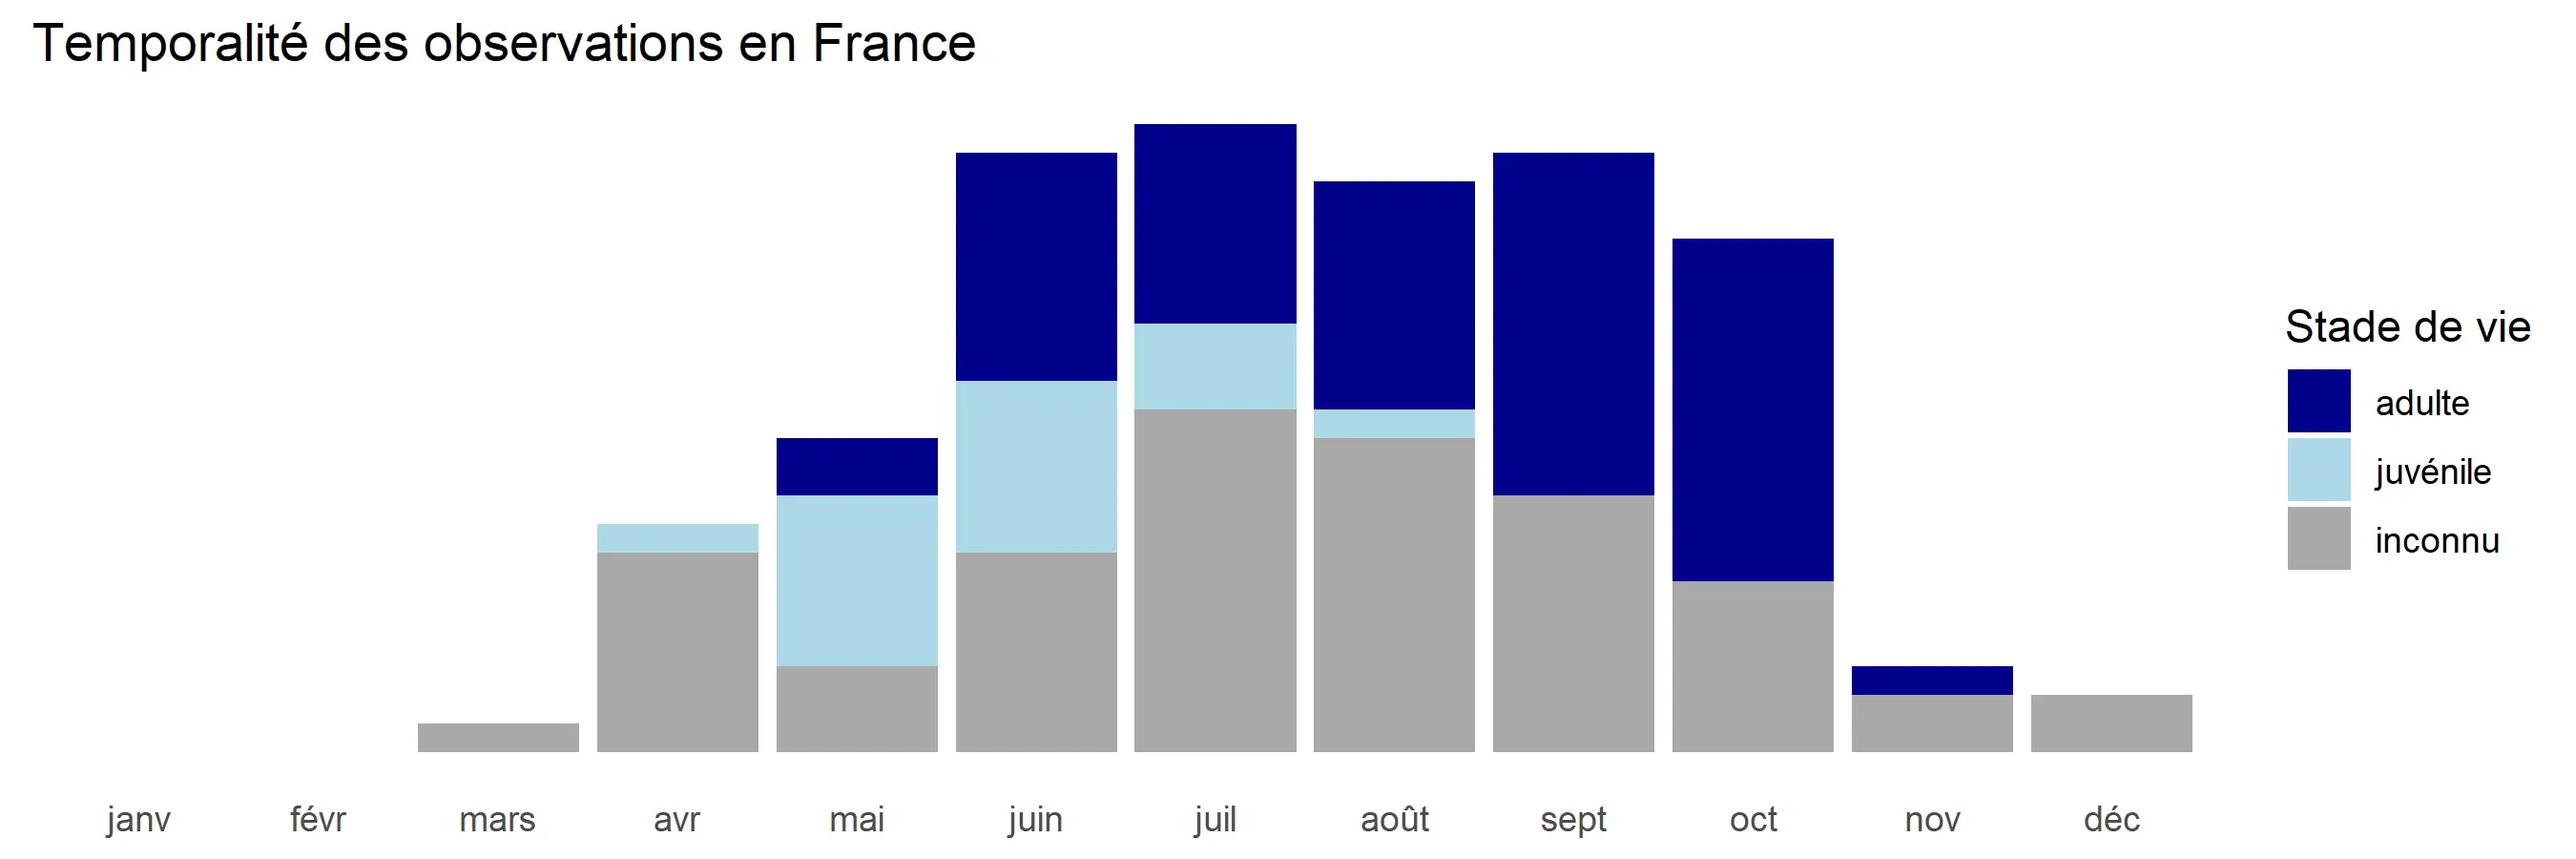 Temporalité des observations en France
Stade de vie
adulte
juvénile
inconnu
janv févr mars avr mai juin juil août sept oct nov déc